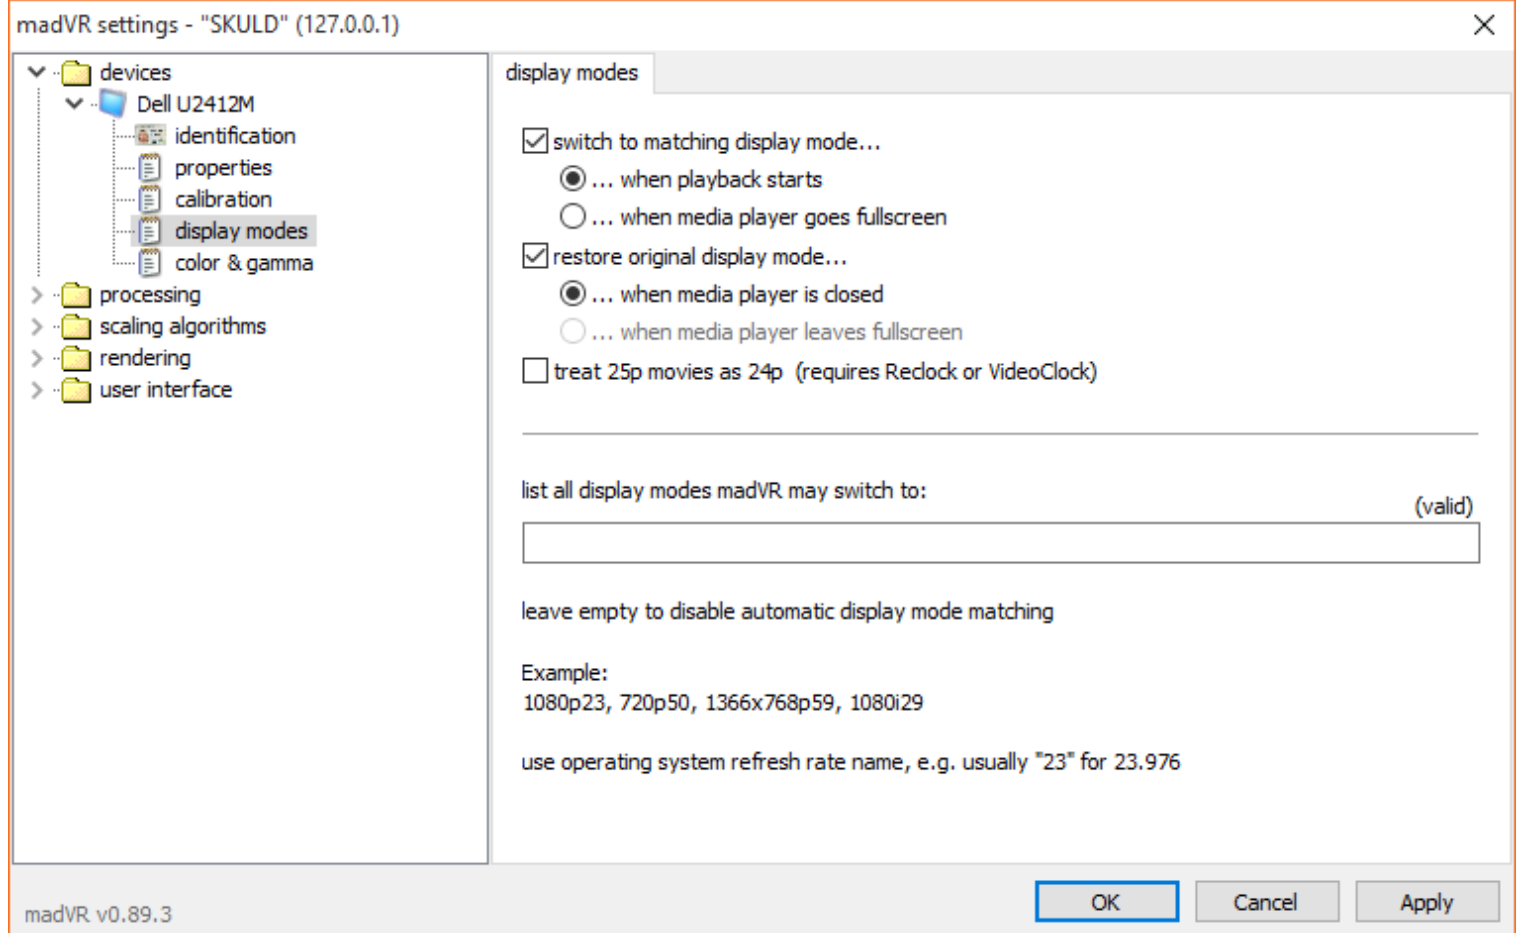 madVR settings - "SKULD" (127.0.0.1)
devices
Dell U2412M
identification
properties
calibration
display modes
color & gamma
processing
scaling algorithms
rendering
user interface
display modes
switch to matching display mode...
... when playback starts
... when media player goes fullscreen
restore original display mode...
... when media player is closed
... when media player leaves fullscreen
treat 25p movies as 24p (requires Reclock or VideoClock)
list all display modes madVR may switch to:
(valid)
leave empty to disable automatic display mode matching
Example:
1080p23, 720p50, 1366x768p59, 1080i29
use operating system refresh rate name, e.g. usually "23" for 23.976
madVR v0.89.3
OK
Cancel
Apply